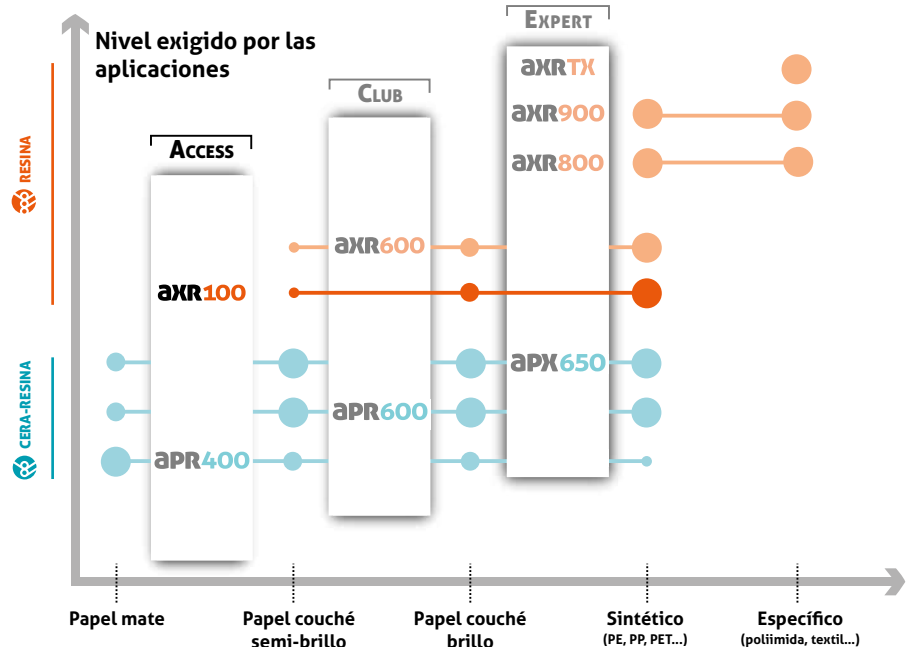 EXPERT
Nivel exigido por las
aplicaciones
CLUB
ACCESS
aXRTX
aXR900
aXR800
RESINA
aXR600
aXR100
aPX650
CERA-RESINA
aPR600
aPR400
Papel mate
Papel couché
semi-brillo
Papel couché
brillo
Sintético
(PE, PP, PET...)
Específico
(poliimida, textil...)